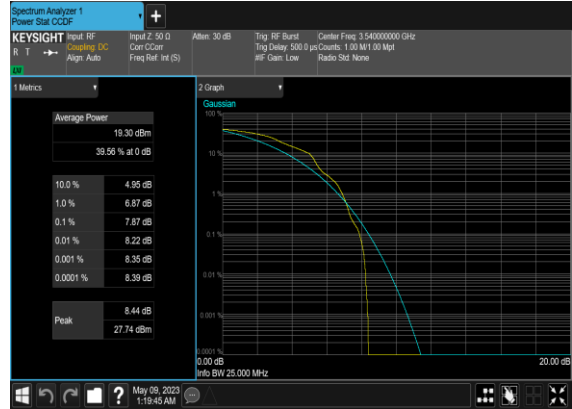 Spectrum Analyzer 1
Power Stat CCDF
KEYSIGHT
R T
Input: RF
Coupling: DC
Align: Auto
Input Z: 50 Ω
Corr CCorr
Freq Ref: Int (S)
Atten: 30 dB
Trig: RF Burst
Trig Delay: 500.0 µs
#IF Gain: Low
Center Freq: 3.540000000 GHz
Counts: 1.00 M/1.00 Mpt
Radio Std: None
1 Metrics
Average Power
19.30 dBm
39.56 % at 0 dB
10.0 % 4.95 dB
1.0 % 6.87 dB
0.1 % 7.87 dB
0.01 % 8.22 dB
0.001 % 8.35 dB
0.0001 % 8.39 dB
Peak
8.44 dB
27.74 dBm
2 Graph
Gaussian
100 %
10 %
1 %
0.1 %
0.01 %
0.001 %
0.0001 %
0.00 dB
20.00 dB
Info BW 25.000 MHz
May 09, 2023
1:19:45 AM